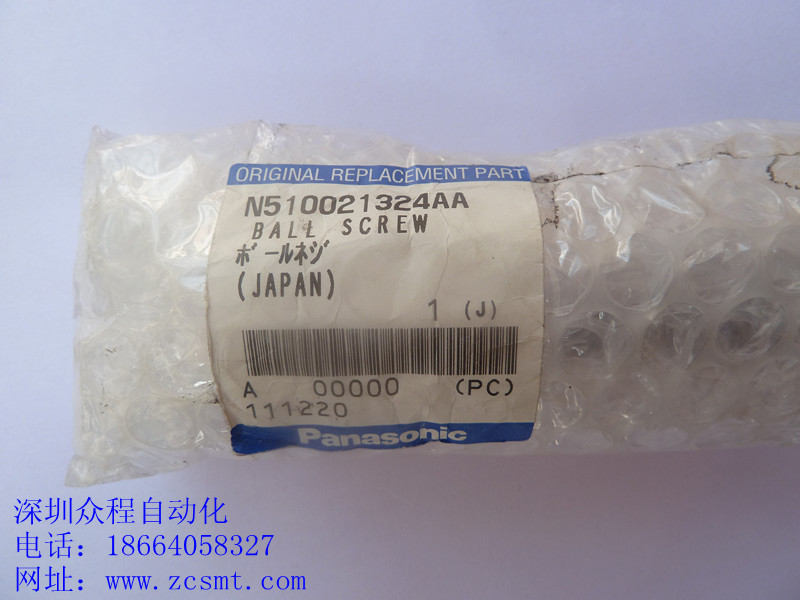 ORIGINAL REPLACEMENT PART
N510021324AA
BALL SCREW
ボールネジ
(JAPAN)
1 (J)
A 00000 (PC)
111220
Panasonic
深圳众程自动化
电话：18664058327
网址：www.zcsmt.com